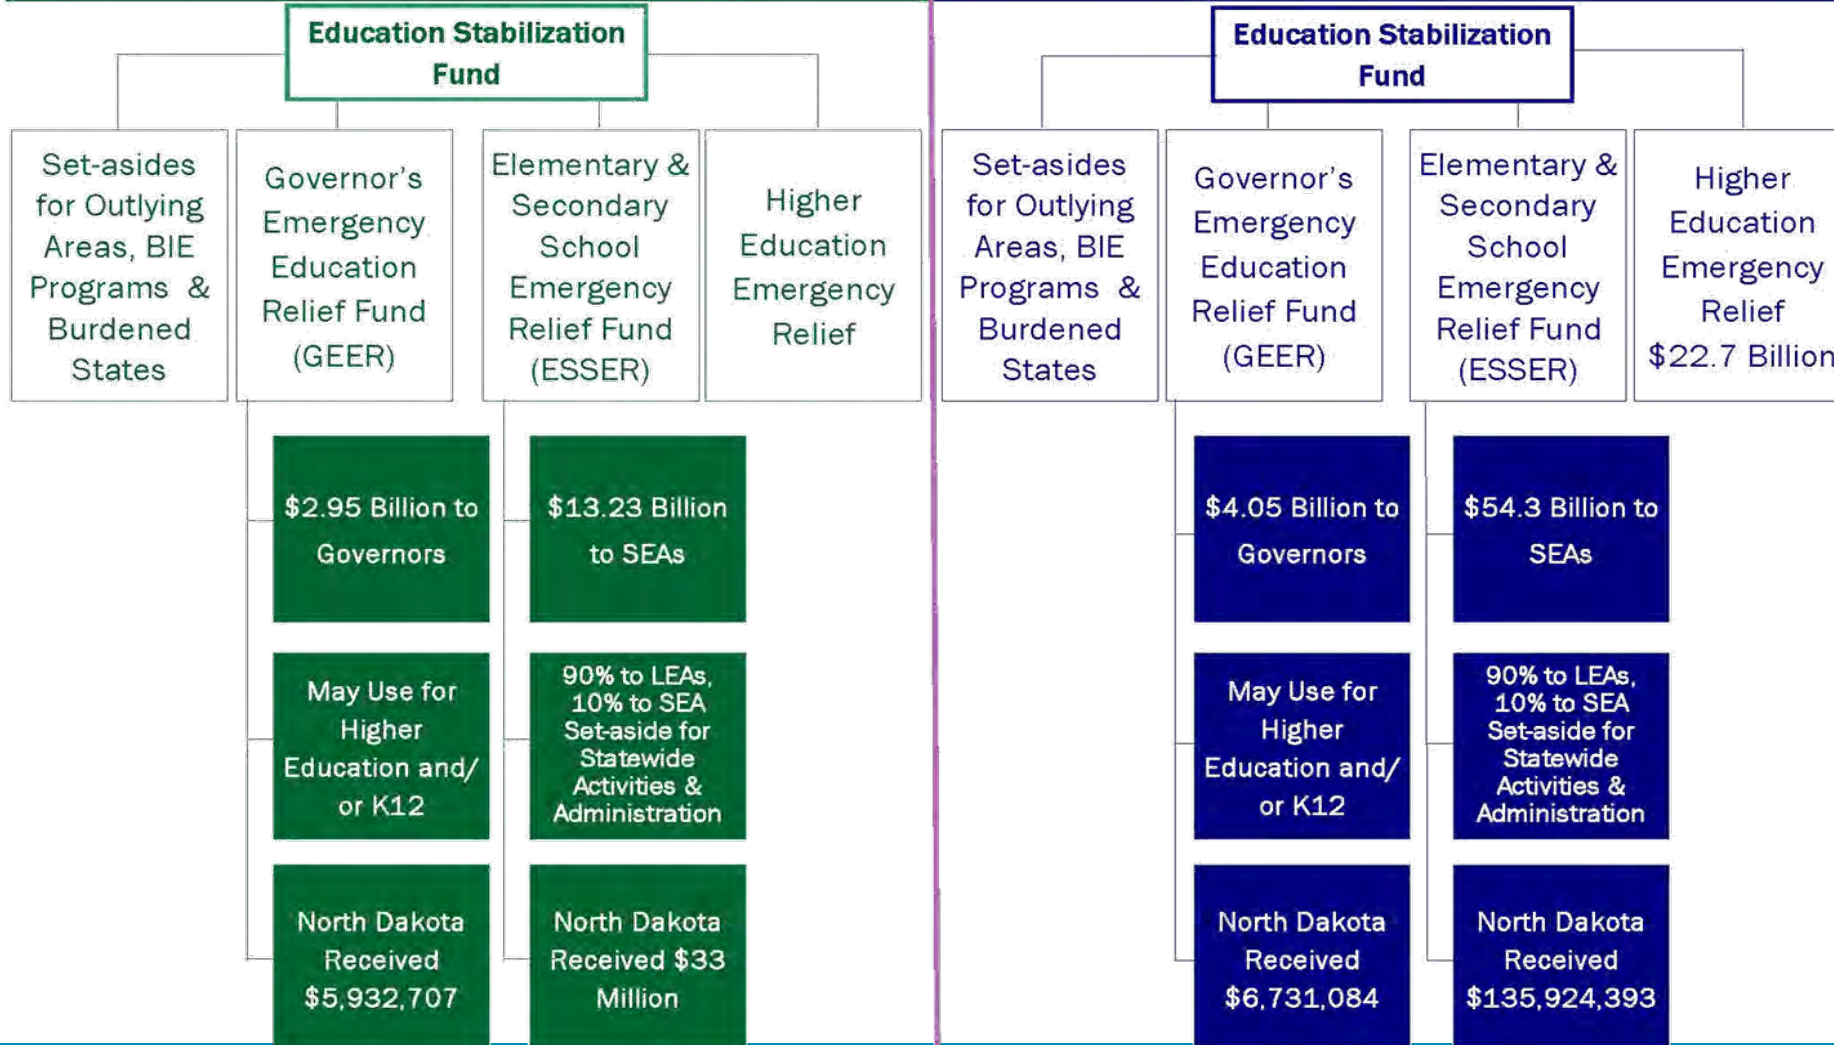 Education Stabilization
Fund
Set-asides
for Outlying
Areas, BIE
Programs &
Burdened
States
Governor's
Emergency
Education
Relief Fund
(GEER)
Elementary &
Secondary
School
Emergency
Relief Fund
(ESSER)
Higher
Education
Emergency
Relief
$2.95 Billion to
Governors
$13.23 Billion
to SEAs
May Use for
Higher
Education and/
or K12
90% to LEAs,
10% to SEA
Set-aside for
Statewide
Activities &
Administration
North Dakota
Received
$5,932,707
North Dakota
Received $33
Million
Education Stabilization
Fund
Set-asides
for Outlying
Areas, BIE
Programs &
Burdened
States
Governor's
Emergency
Education
Relief Fund
(GEER)
Elementary &
Secondary
School
Emergency
Relief Fund
(ESSER)
Higher
Education
Emergency
Relief
$22.7 Billion
$4.05 Billion to
Governors
$54.3 Billion to
SEAs
May Use for
Higher
Education and/
or K12
90% to LEAs,
10% to SEA
Set-aside for
Statewide
Activities &
Administration
North Dakota
Received
$6,731,084
North Dakota
Received
$135,924,393